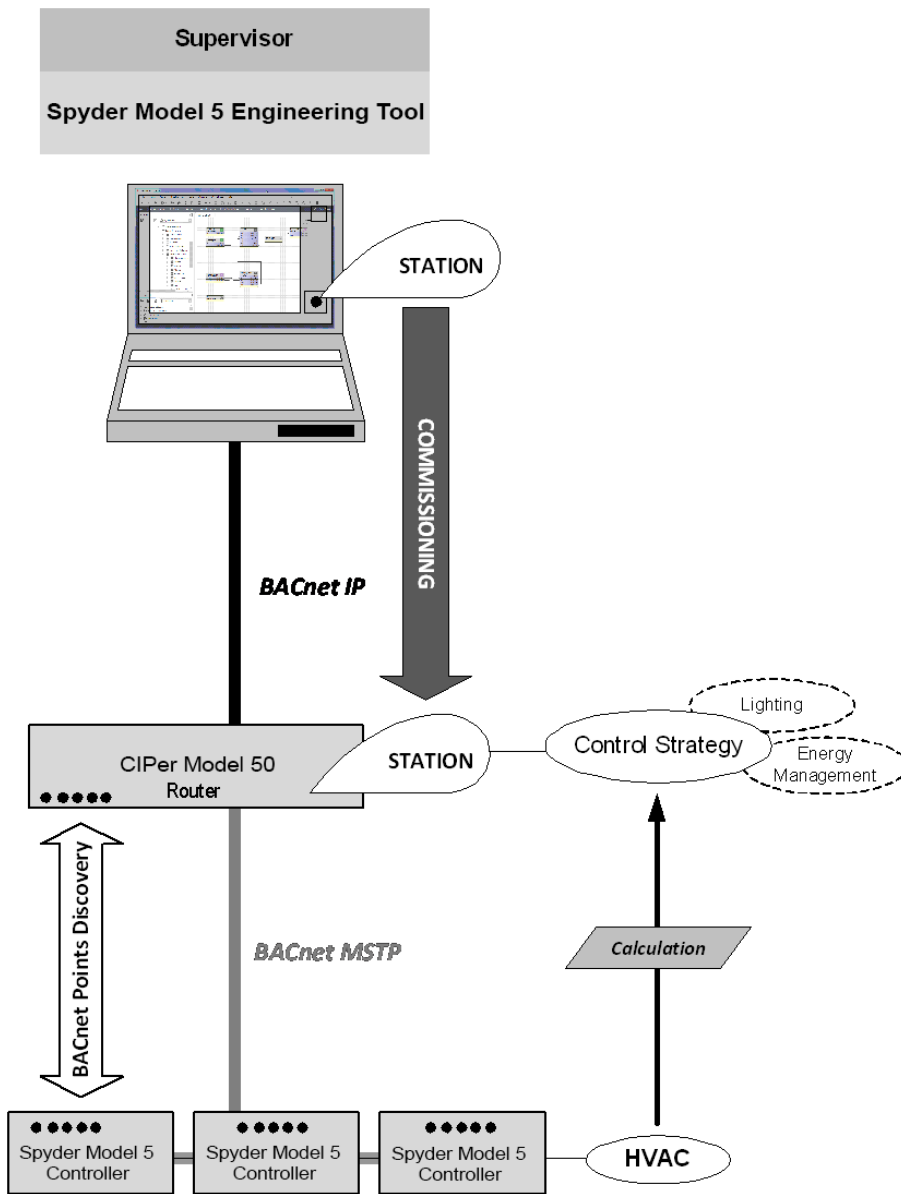 Supervisor
Spyder Model 5 Engineering Tool
STATION
COMMISSIONING
BACnet IP
CIPer Model 50
Router
STATION
Control Strategy
Lighting
Energy
Management
BACnet Points Discovery
BACnet MSTP
Calculation
Spyder Model 5
Controller
Spyder Model 5
Controller
Spyder Model 5
Controller
HVAC